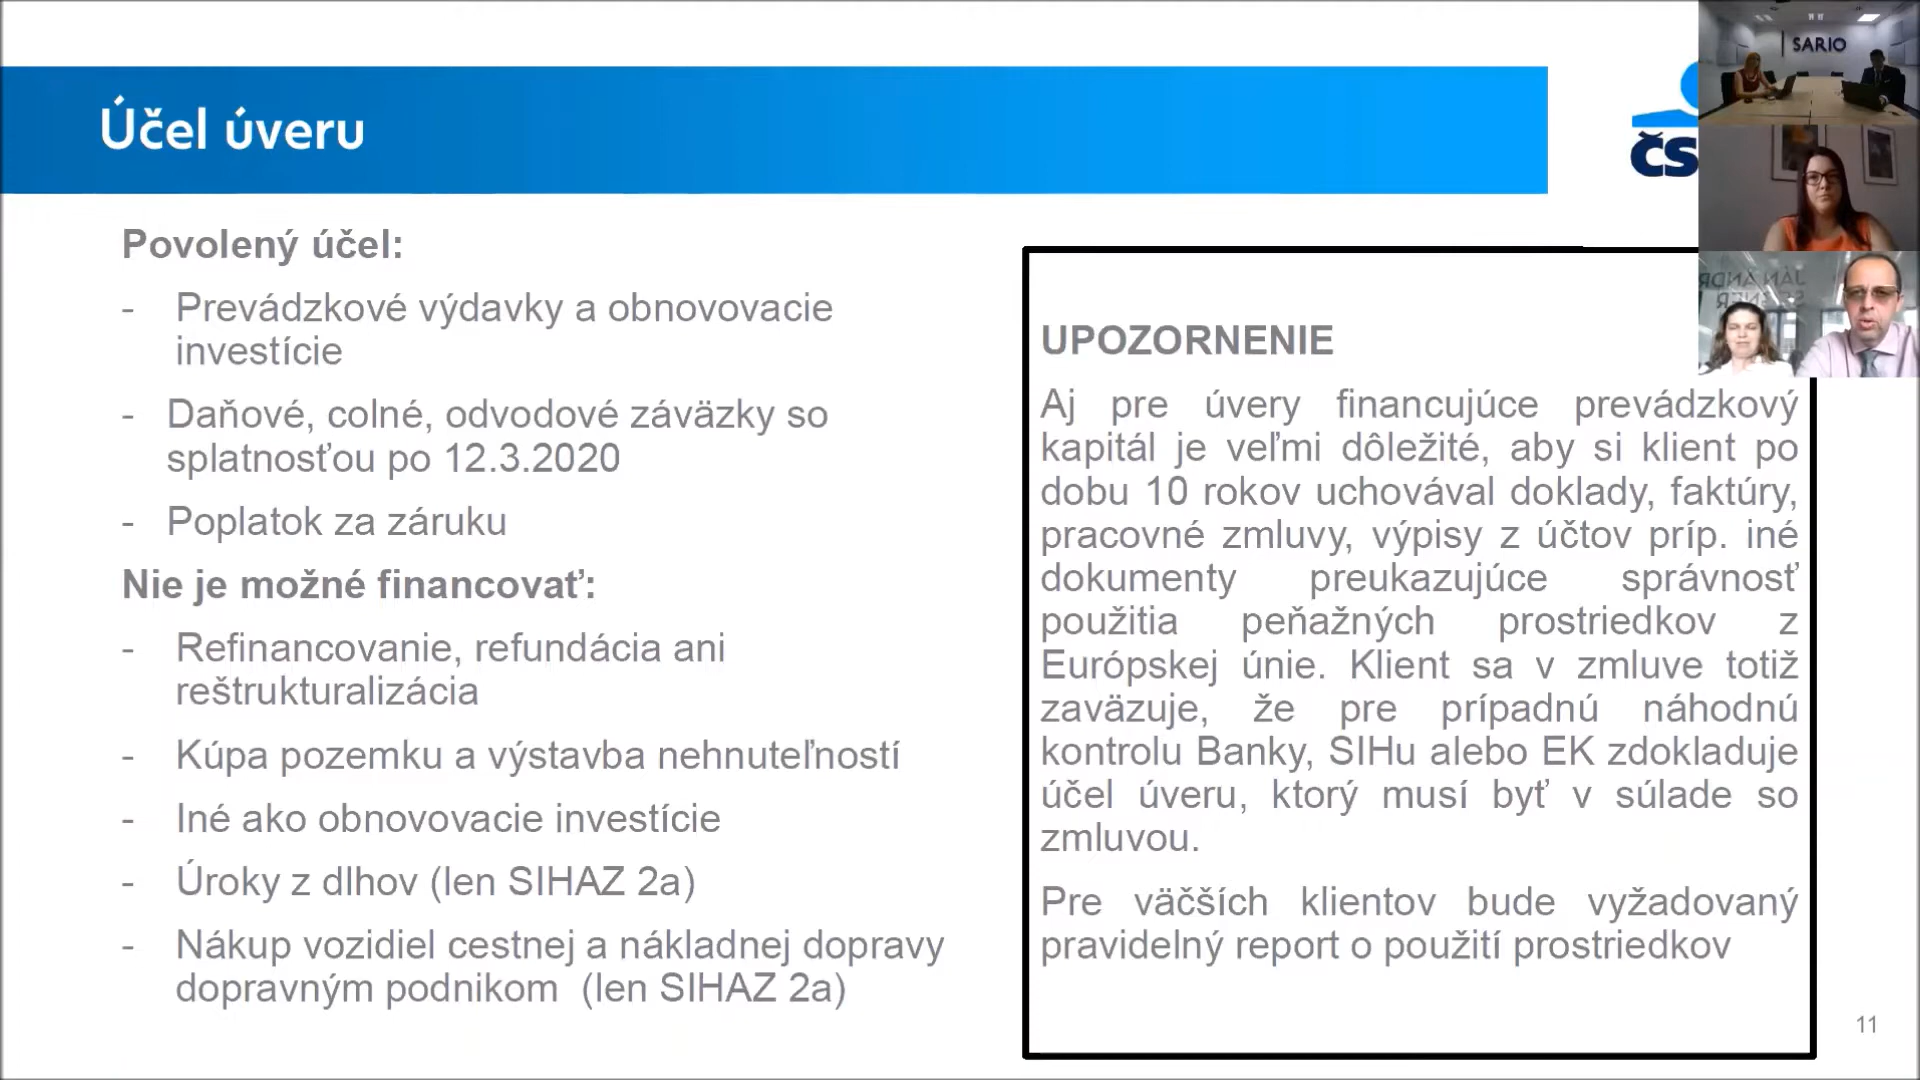 Účel úveru
ČS
SARIO
Povolený účel:
- Prevádzkové výdavky a obnovovacie
investície
- Daňové, colné, odvodové záväzky so
splatnosťou po 12.3.2020
- Poplatok za záruku
Nie je možné financovať:
- Refinancovanie, refundácia ani
reštrukturalizácia
- Kúpa pozemku a výstavba nehnuteľností
- Iné ako obnovovacie investície
- Úroky z dlhov (len SIHAZ 2a)
- Nákup vozidiel cestnej a nákladnej dopravy
dopravným podnikom (len SIHAZ 2a)
UPOZORNENIE
Aj pre úvery financujúce prevádzkový
kapitál je veľmi dôležité, aby si klient po
dobu 10 rokov uchovával doklady, faktúry,
pracovné zmluvy, výpisy z účtov príp. iné
dokumenty preukazujúce správnosť
použitia peňažných prostriedkov z
Európskej únie. Klient sa v zmluve totiž
zaväzuje, že pre prípadnú náhodnú
kontrolu Banky, SIHu alebo EK zdokladuje
účel úveru, ktorý musí byť v súlade so
zmluvou.
Pre väčších klientov bude vyžadovaný
pravidelný report o použití prostriedkov
11